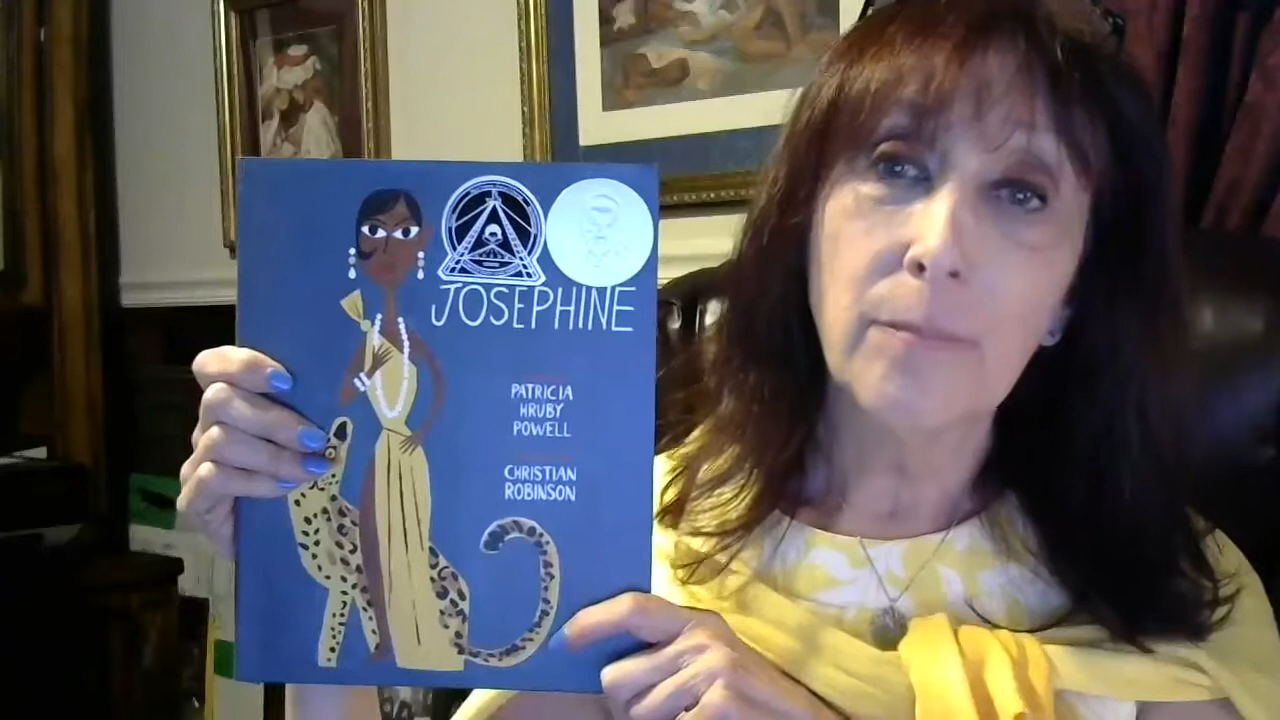 JOSEPHINE
PATRICIA
HRUBY
POWELL
CHRISTIAN
ROBINSON